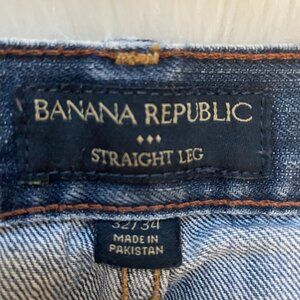 BANANA REPUBLIC
STRAIGHT LEG
32/34
MADE IN
PAKISTAN